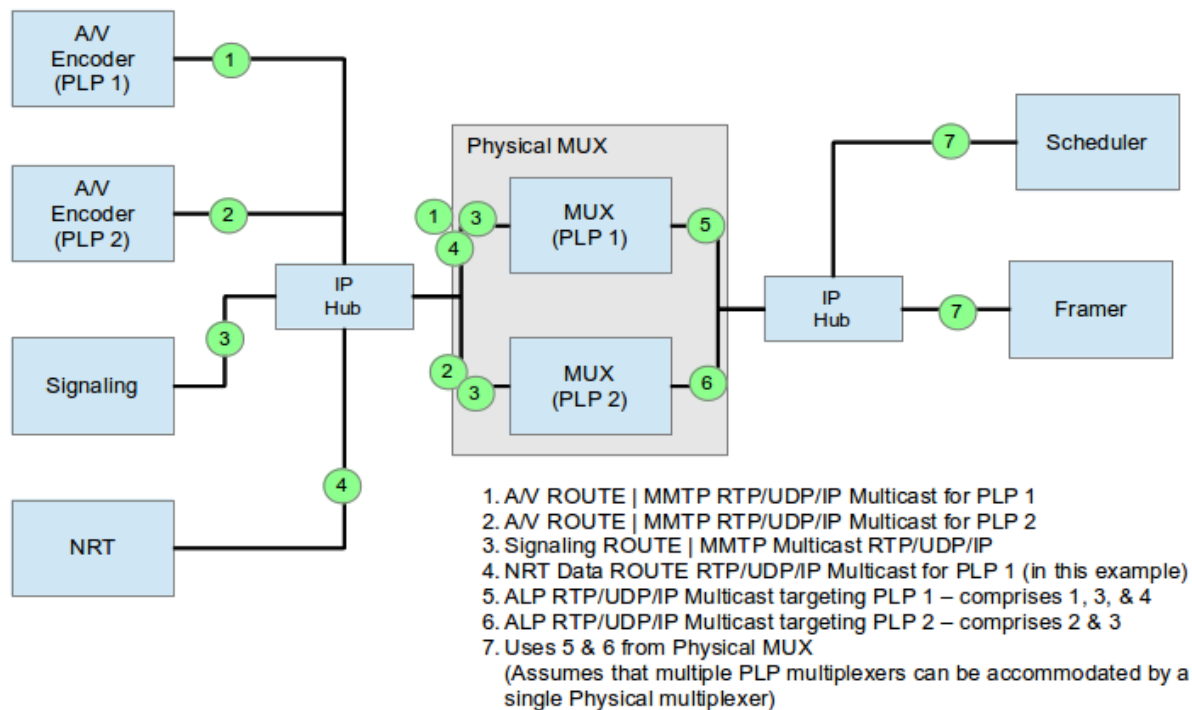 A/V
Encoder
(PLP 1)
1
A/V
Encoder
(PLP 2)
2
Signaling
3
NRT
4
IP
Hub
Physical MUX
1
3
4
MUX
(PLP 1)
5
2
3
MUX
(PLP 2)
6
IP
Hub
7
Scheduler
7
Framer
1. A/V ROUTE | MMTP RTP/UDP/IP Multicast for PLP 1
2. A/V ROUTE | MMTP RTP/UDP/IP Multicast for PLP 2
3. Signaling ROUTE | MMTP Multicast RTP/UDP/IP
4. NRT Data ROUTE RTP/UDP/IP Multicast for PLP 1 (in this example)
5. ALP RTP/UDP/IP Multicast targeting PLP 1 – comprises 1, 3, & 4
6. ALP RTP/UDP/IP Multicast targeting PLP 2 – comprises 2 & 3
7. Uses 5 & 6 from Physical MUX
(Assumes that multiple PLP multiplexers can be accommodated by a
single Physical multiplexer)